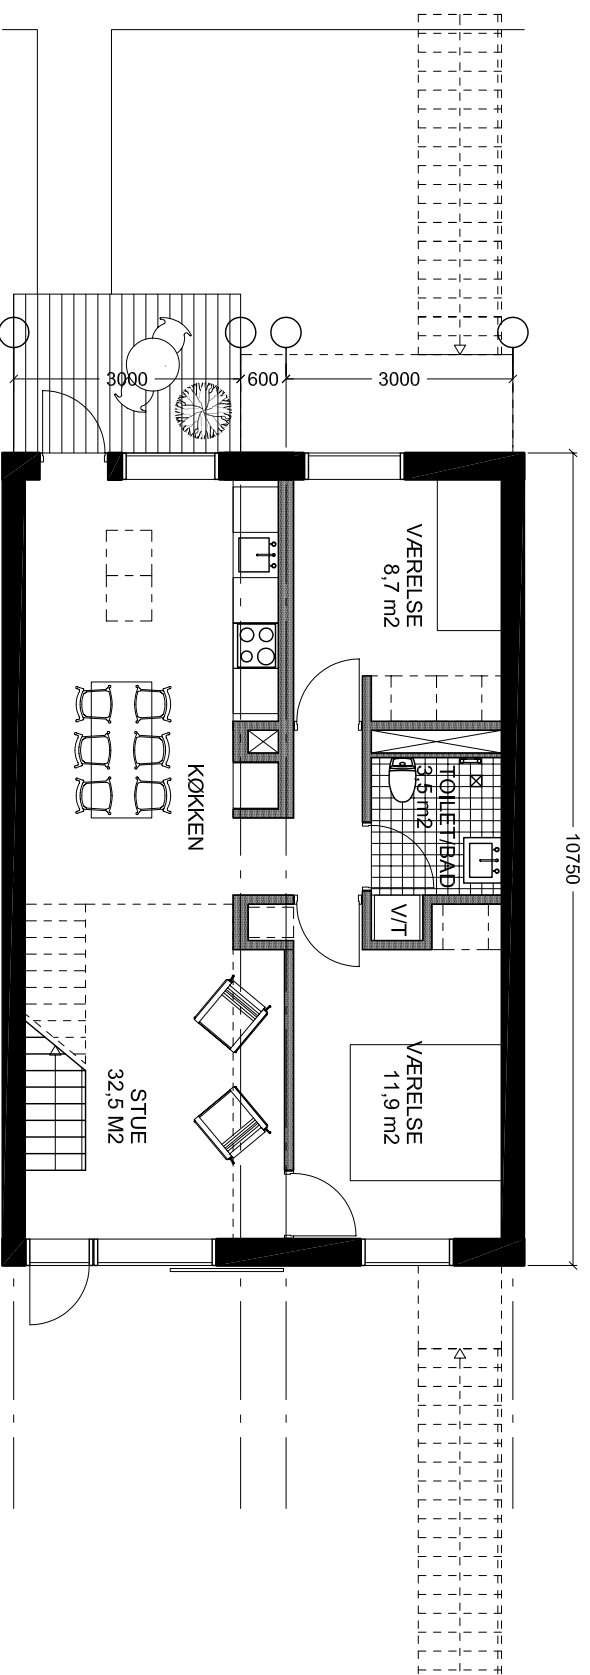 3000
600
3000
10750
VÆRELSE
8,7 m2
TOILET/BAD
3,5 m2
KØKKEN
V/T
VÆRELSE
11,9 m2
STUE
32,5 M2